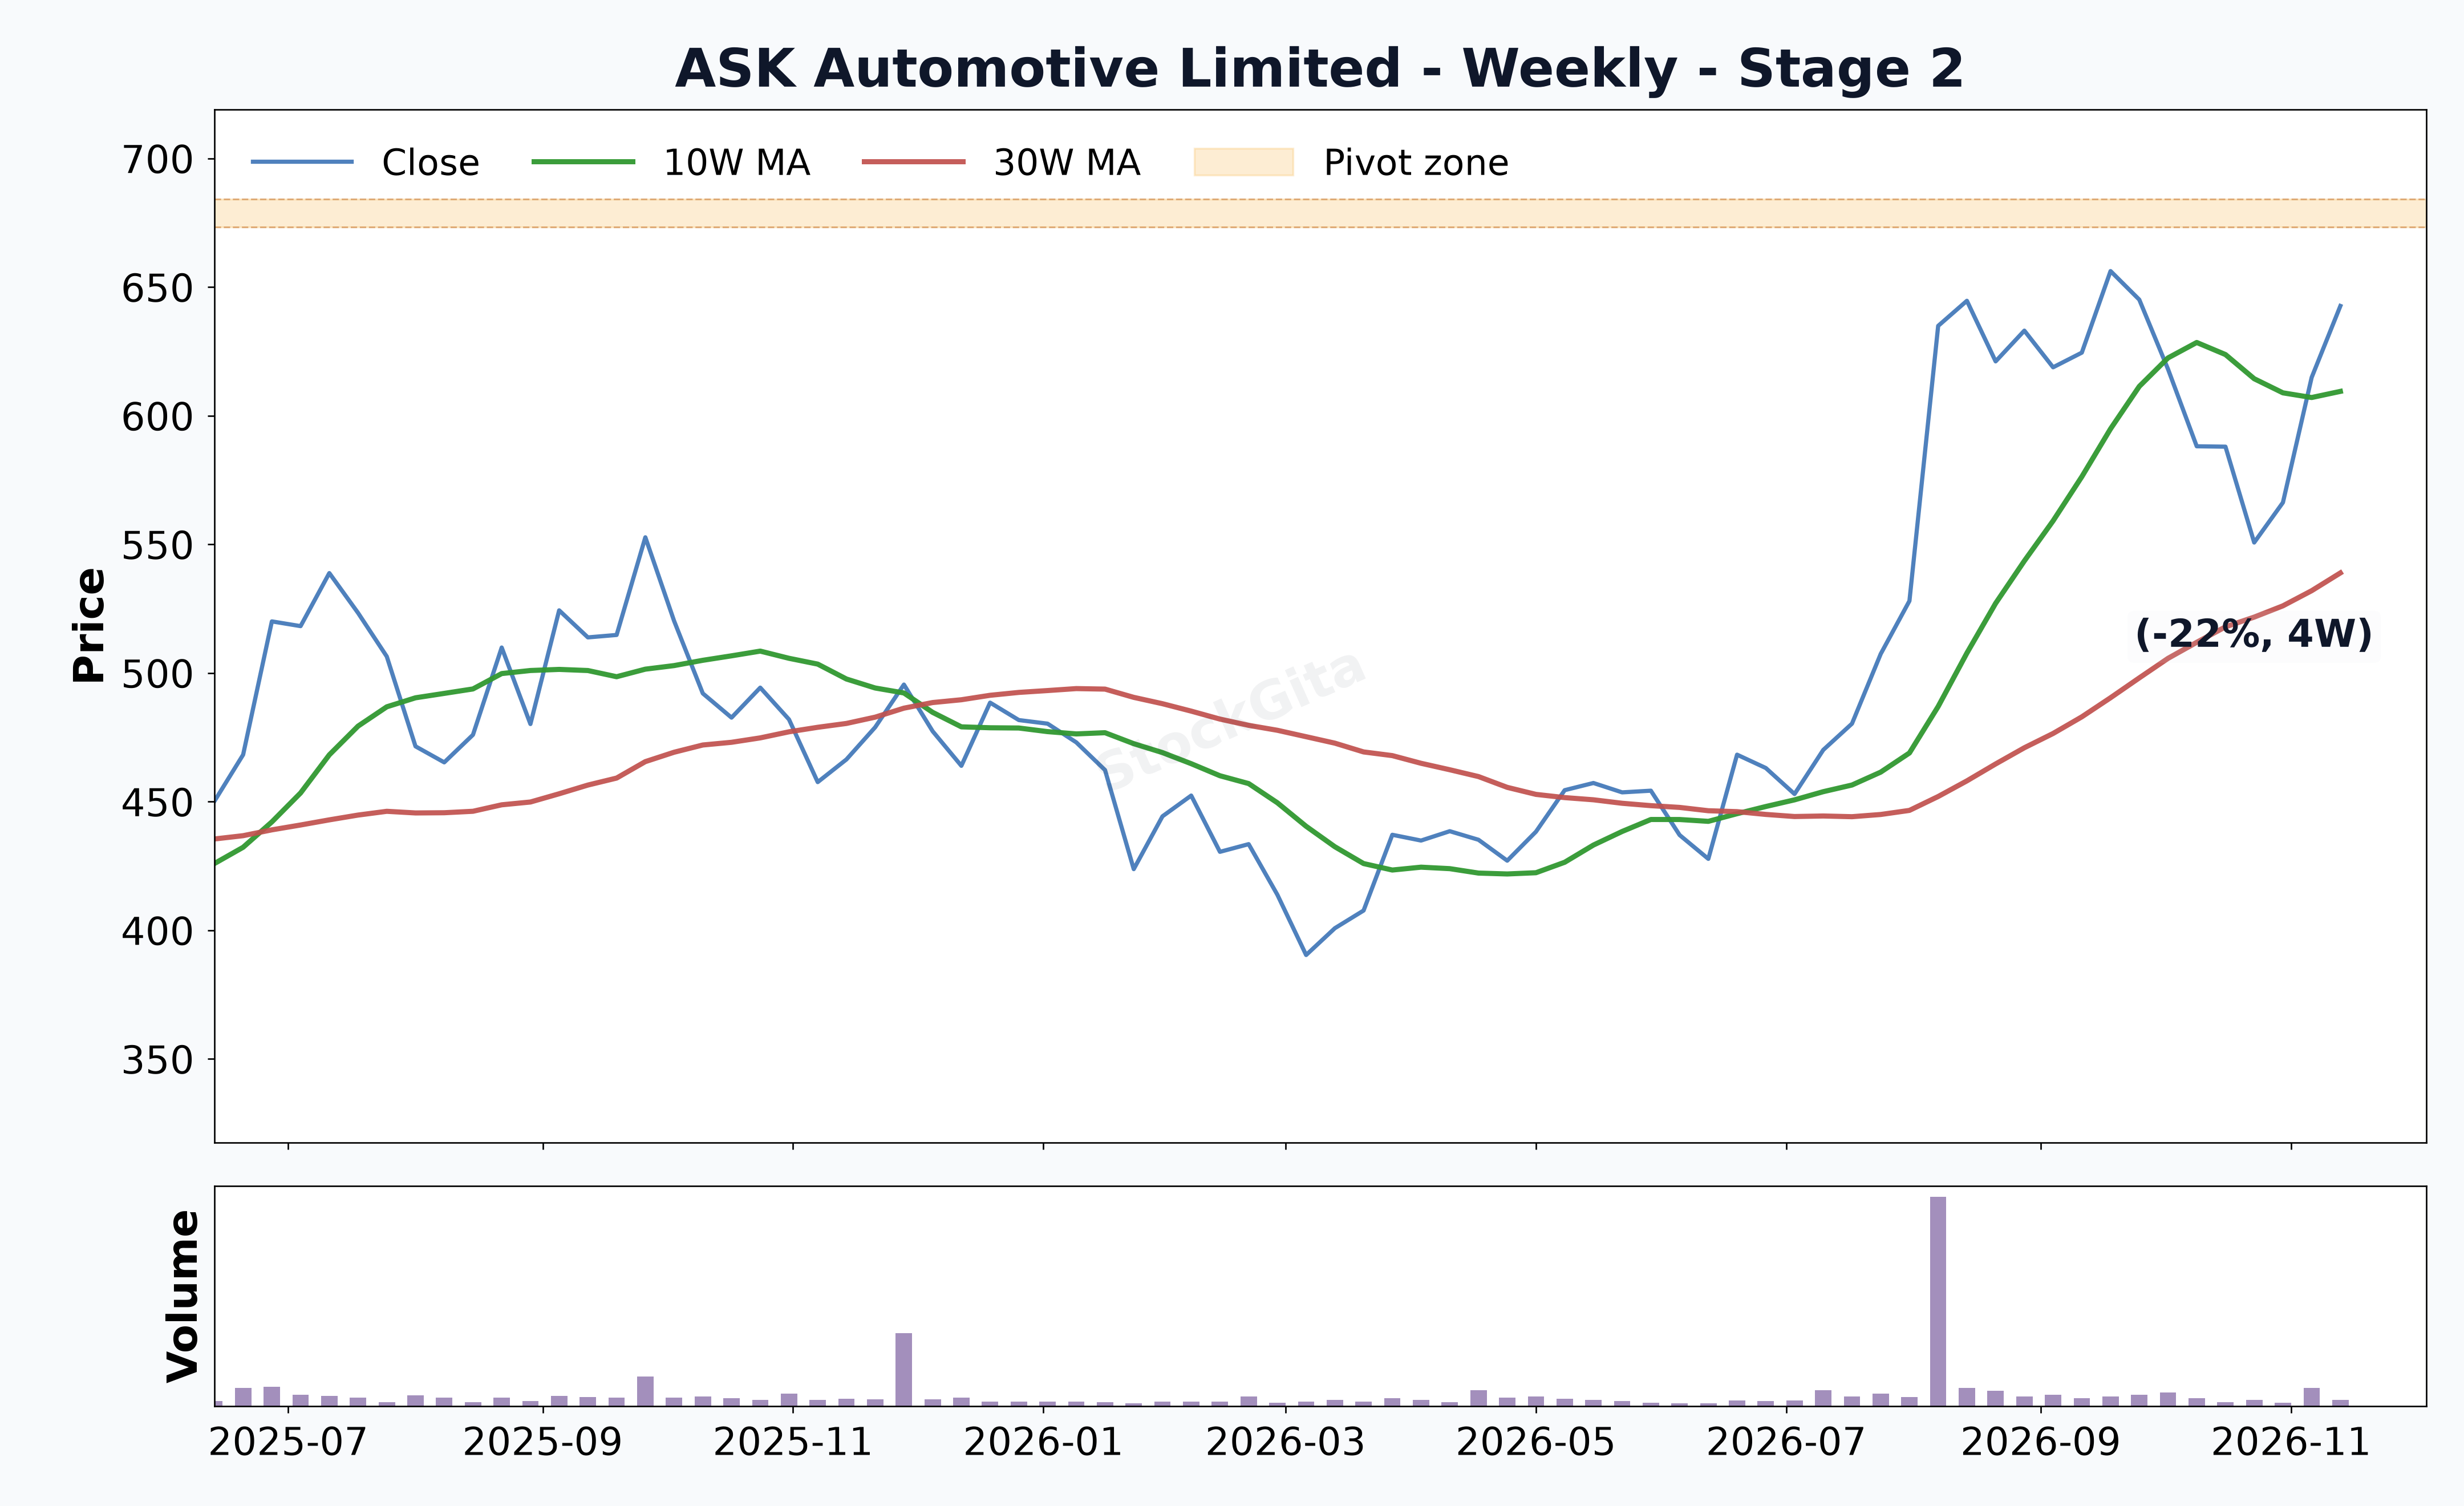 ASK Automotive Limited - Weekly - Stage 2
Close 10W MA 30W MA Pivot zone
Price
700
650
600
550
500
450
400
350
(-22%, 4W)
StockGita
Volume
2025-07 2025-09 2025-11 2026-01 2026-03 2026-05 2026-07 2026-09 2026-11